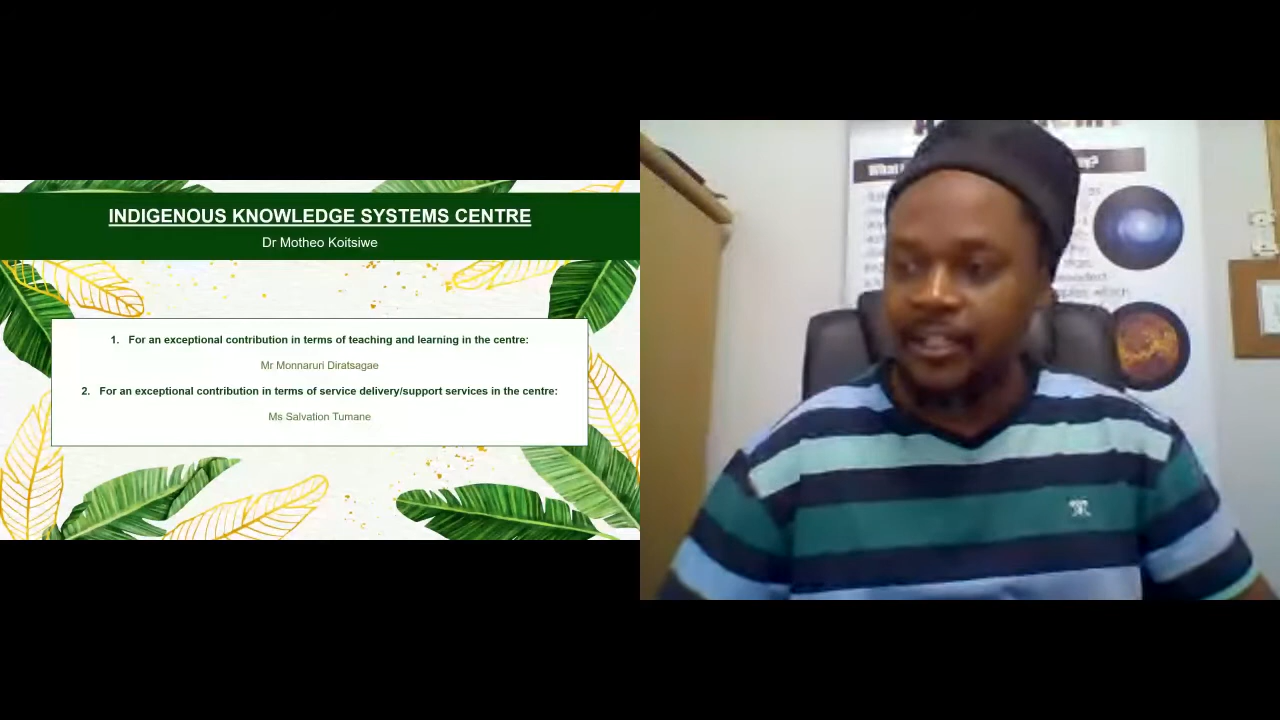 INDIGENOUS KNOWLEDGE SYSTEMS CENTRE
Dr Motheo Koitsiwe
1. For an exceptional contribution in terms of teaching and learning in the centre:
Mr Monnaruri Diratsagae
2. For an exceptional contribution in terms of service delivery/support services in the centre:
Ms Salvation Tumane
What